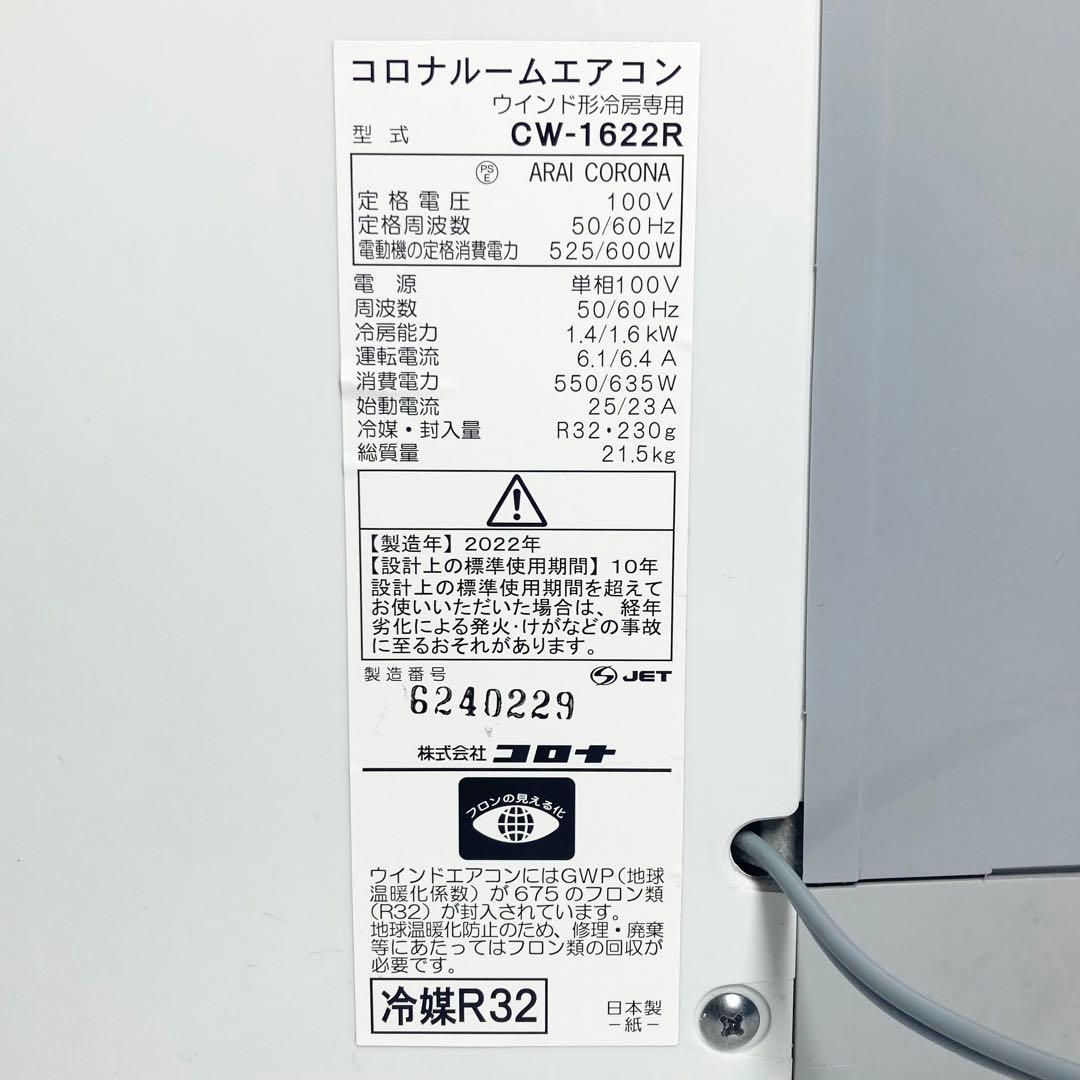 コロナルームエアコン
ウインド形冷房専用
型式 CW-1622R
PS E ARAI CORONA
定格電圧 100V
定格周波数 50/60Hz
電動機の定格消費電力 525/600W
電源 単相100V
周波数 50/60Hz
冷房能力 1.4/1.6kW
運転電流 6.1/6.4A
消費電力 550/635W
始動電流 25/23A
冷媒・封入量 R32・230g
総質量 21.5kg
【製造年】2022年
【設計上の標準使用期間】10年
設計上の標準使用期間を超えて
お使いいただいた場合は、経年
劣化による発火・けがなどの事故
に至るおそれがあります。
製造番号 JET
6240229
株式会社 コロナ
フロンの見える化
ウインドエアコンにはGWP(地球
温暖化係数)が675のフロン類
(R32)が封入されています。
地球温暖化防止のため、修理・廃棄
等にあたってはフロン類の回収が
必要です。
冷媒R32 日本製
-紙-